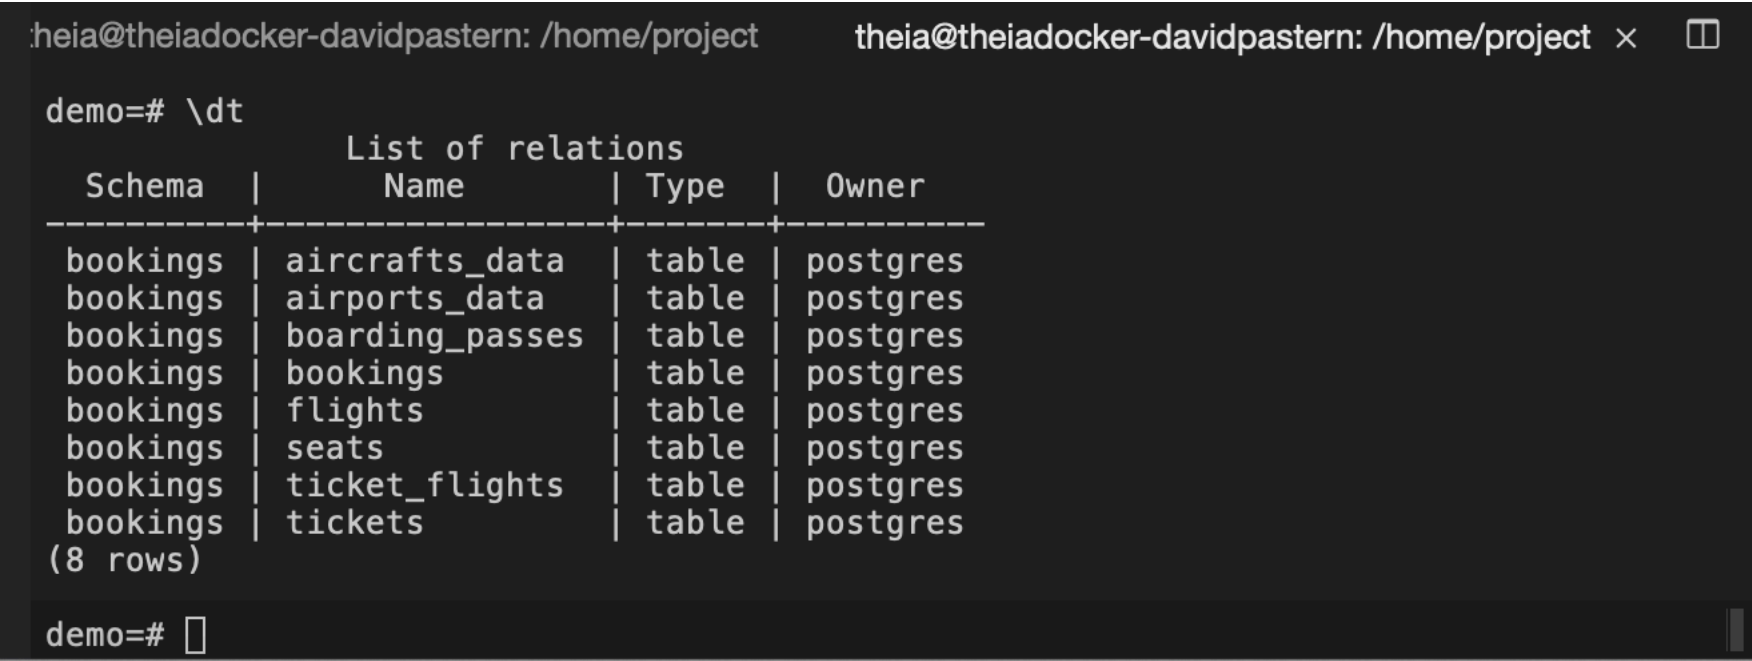 :heia@theiadocker-davidpastern: /home/project theia@theiadocker-davidpastern: /home/project ×
demo=# \dt
             List of relations
  Schema  |      Name       | Type  |  Owner
----------+-----------------+-------+----------
 bookings | aircrafts_data  | table | postgres
 bookings | airports_data   | table | postgres
 bookings | boarding_passes | table | postgres
 bookings | bookings        | table | postgres
 bookings | flights         | table | postgres
 bookings | seats           | table | postgres
 bookings | ticket_flights  | table | postgres
 bookings | tickets         | table | postgres
(8 rows)
demo=#